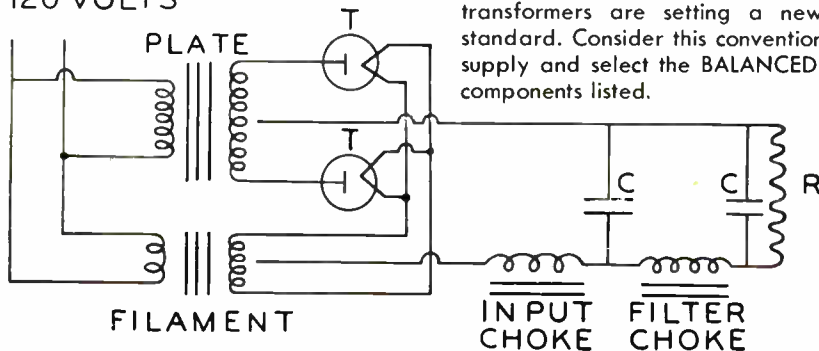 120 VOLTS
transformers are setting a new
standard. Consider this convention
supply and select the BALANCED
components listed.
PLATE
T
T
C
C
R
INPUT
CHOKE
FILTER
CHOKE
FILAMENT